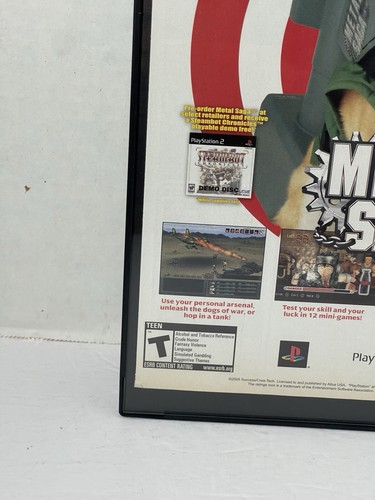 Pre-order Metal Saga at
select retailers and receive
a Steambot Chronicles™
playable demo free!
PlayStation 2
STEAMBOT
DEMO DISC
Use your personal arsenal,
unleash the dogs of war, or
hop in a tank!
Test your skill and your
luck in 12 mini-games!
TEEN
T
Alcohol and Tobacco Reference
Crude Humor
Fantasy Violence
Language
Simulated Gambling
Suggestive Themes
ESRB CONTENT RATING www.esrb.org